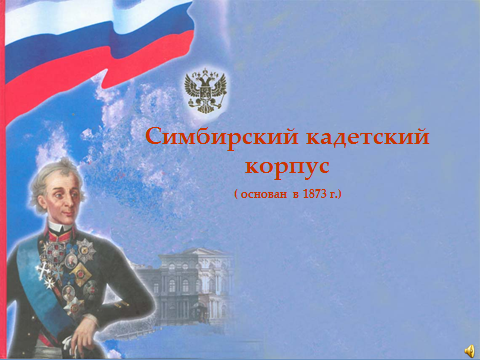 Симбирский кадетский
корпус
( основан в 1873 г.)